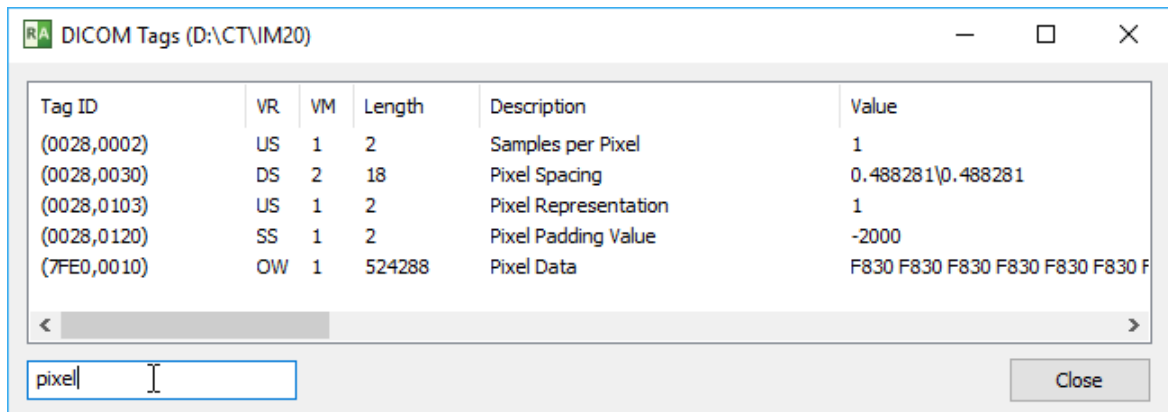 RA DICOM Tags (D:\CT\IM20)
Tag ID VR VM Length Description Value
(0028,0002) US 1 2 Samples per Pixel 1
(0028,0030) DS 2 18 Pixel Spacing 0.488281\0.488281
(0028,0103) US 1 2 Pixel Representation 1
(0028,0120) SS 1 2 Pixel Padding Value -2000
(7FE0,0010) OW 1 524288 Pixel Data F830 F830 F830 F830 F830 F830 F
pixel Close